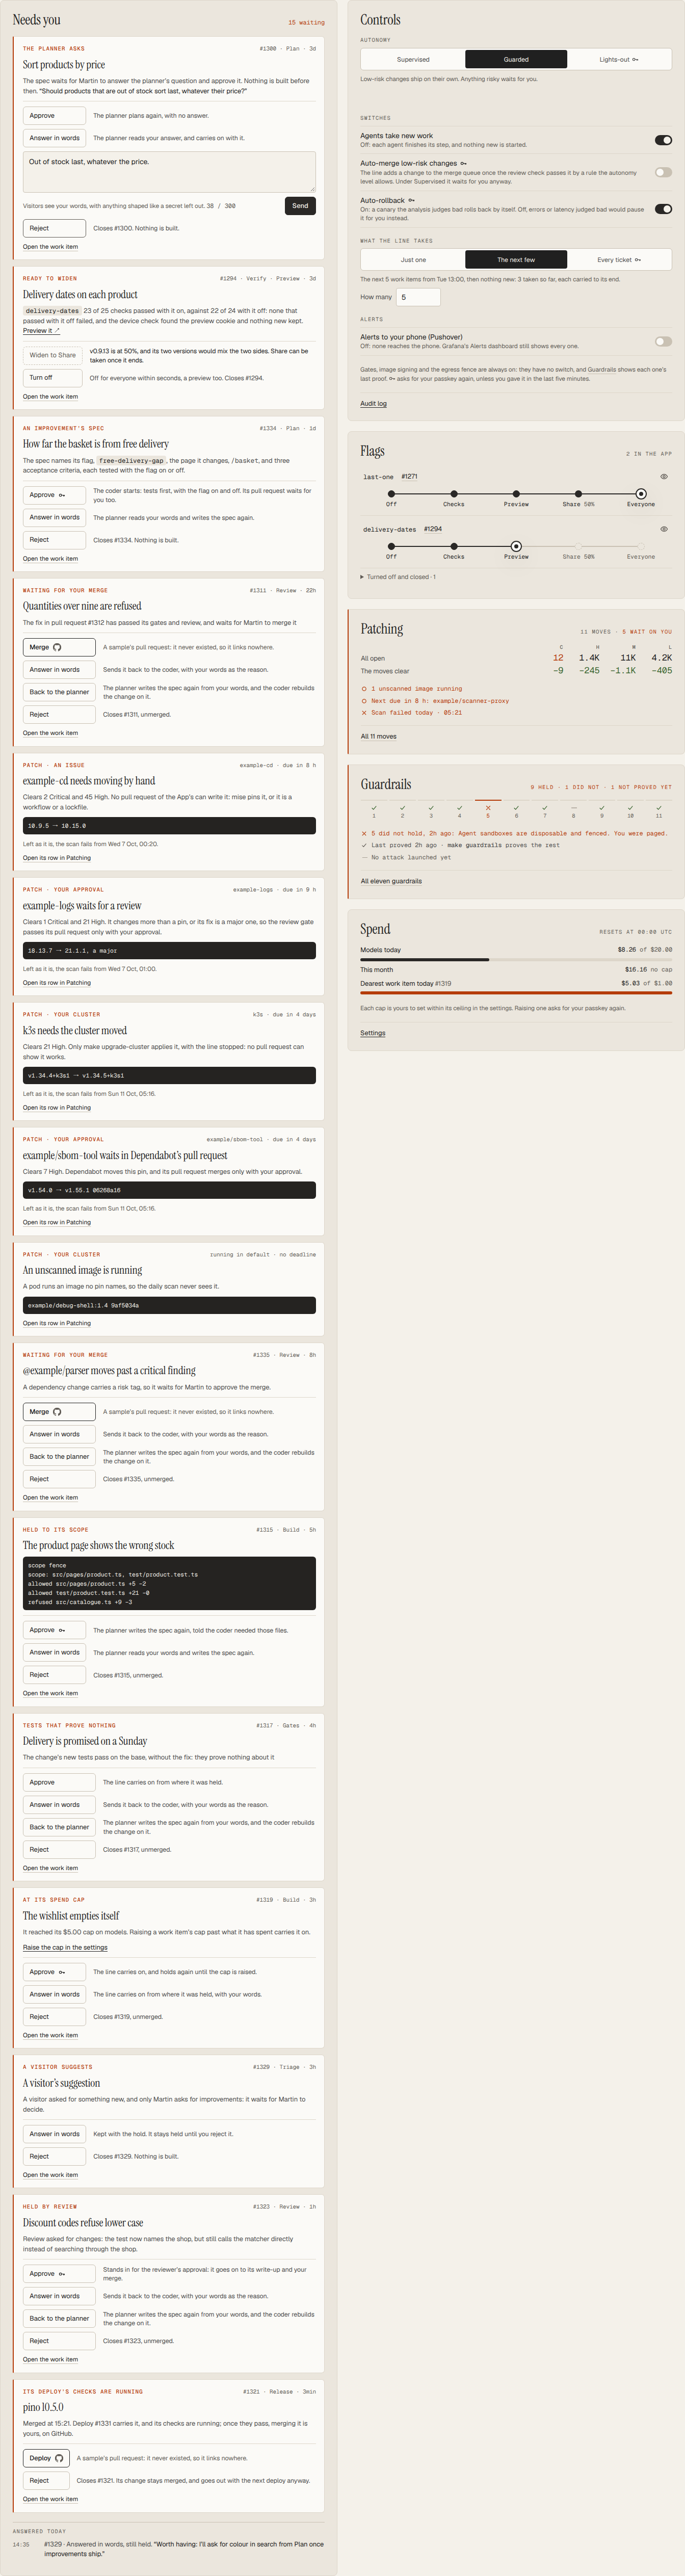 Needs you
15 waiting
THE PLANNER ASKS
#1300 · Plan · 3d
Sort products by price
The spec waits for Martin to answer the planner's question and approve it. Nothing is built before
then. “Should products that are out of stock sort last, whatever their price?”
Approve
The planner plans again, with no answer.
Answer in words
The planner reads your answer, and carries on with it.
Out of stock last, whatever the price.
Visitors see your words, with anything shaped like a secret left out. 38 / 300
Send
Reject
Closes #1300. Nothing is built.
Open the work item
READY TO WIDEN
#1294 · Verify · Preview · 3d
Delivery dates on each product
delivery-dates 23 of 25 checks passed with it on, against 22 of 24 with it off: none that
passed with it off failed, and the device check found the preview cookie and nothing new kept.
Preview it ↗
Widen to Share
v0.9.13 is at 50%, and its two versions would mix the two sides. Share can be
taken once it ends.
Turn off
Off for everyone within seconds, a preview too. Closes #1294.
Open the work item
AN IMPROVEMENT'S SPEC
#1334 · Plan · 1d
How far the basket is from free delivery
The spec names its flag, free-delivery-gap, the page it changes, /basket, and three
acceptance criteria, each tested with the flag on or off.
Approve
The coder starts: tests first, with the flag on and off. Its pull request waits for
you too.
Answer in words
The planner reads your words and writes the spec again.
Reject
Closes #1334. Nothing is built.
Open the work item
WAITING FOR YOUR MERGE
#1311 · Review · 22h
Quantities over nine are refused
The fix in pull request #1312 has passed its gates and review, and waits for Martin to merge it
Merge
A sample's pull request: it never existed, so it links nowhere.
Answer in words
Sends it back to the coder, with your words as the reason.
Back to the planner
The planner writes the spec again from your words, and the coder rebuilds
the change on it.
Reject
Closes #1311, unmerged.
Open the work item
PATCH · AN ISSUE
example-cd · due in 8 h
example-cd needs moving by hand
Clears 2 Critical and 45 High. No pull request of the App's can write it: mise pins it, or it is a
workflow or a lockfile.
10.9.5 → 10.15.0
Left as it is, the scan fails from Wed 7 Oct, 00:20.
Open its row in Patching
PATCH · YOUR APPROVAL
example-logs · due in 9 h
example-logs waits for a review
Clears 1 Critical and 21 High. It changes more than a pin, or its fix is a major one, so the review gate
passes its pull request only with your approval.
18.13.7 → 21.1.1, a major
Left as it is, the scan fails from Wed 7 Oct, 01:00.
Open its row in Patching
PATCH · YOUR CLUSTER
k3s · due in 4 days
k3s needs the cluster moved
Clears 21 High. Only make upgrade-cluster applies it, with the line stopped: no pull request can
show it works.
v1.34.4+k3s1 → v1.34.5+k3s1
Left as it is, the scan fails from Sun 11 Oct, 05:16.
Open its row in Patching
PATCH · YOUR APPROVAL
example/sbom-tool · due in 4 days
example/sbom-tool waits in Dependabot's pull request
Clears 7 High. Dependabot moves this pin, and its pull request merges only with your approval.
v1.54.0 → v1.55.1 06268a16
Left as it is, the scan fails from Sun 11 Oct, 05:16.
Open its row in Patching
PATCH · YOUR CLUSTER
running in default · no deadline
An unscanned image is running
A pod runs an image no pin names, so the daily scan never sees it.
example/debug-shell:1.4 9af5034a
Open its row in Patching
WAITING FOR YOUR MERGE
#1335 · Review · 8h
@example/parser moves past a critical finding
A dependency change carries a risk tag, so it waits for Martin to approve the merge.
Merge
A sample's pull request: it never existed, so it links nowhere.
Answer in words
Sends it back to the coder, with your words as the reason.
Back to the planner
The planner writes the spec again from your words, and the coder rebuilds
the change on it.
Reject
Closes #1335, unmerged.
Open the work item
HELD TO ITS SCOPE
#1315 · Build · 5h
The product page shows the wrong stock
scope fence
scope: src/pages/product.ts, test/product.test.ts
allowed src/pages/product.ts +5 −2
allowed test/product.test.ts +21 −0
refused src/catalogue.ts +9 −3
Approve
The planner writes the spec again, told the coder needed those files.
Answer in words
The planner reads your words and writes the spec again.
Reject
Closes #1315, unmerged.
Open the work item
TESTS THAT PROVE NOTHING
#1317 · Gates · 4h
Delivery is promised on a Sunday
The change's new tests pass on the base, without the fix: they prove nothing about it
Approve
The line carries on from where it was held.
Answer in words
Sends it back to the coder, with your words as the reason.
Back to the planner
The planner writes the spec again from your words, and the coder rebuilds
the change on it.
Reject
Closes #1317, unmerged.
Open the work item
AT ITS SPEND CAP
#1319 · Build · 3h
The wishlist empties itself
It reached its $5.00 cap on models. Raising a work item's cap past what it has spent carries it on.
Raise the cap in the settings
Approve
The line carries on, and holds again until the cap is raised.
Answer in words
The line carries on from where it was held, with your words.
Reject
Closes #1319, unmerged.
Open the work item
A VISITOR SUGGESTS
#1329 · Triage · 3h
A visitor's suggestion
A visitor asked for something new, and only Martin asks for improvements: it waits for Martin to
decide.
Answer in words
Kept with the hold. It stays held until you reject it.
Reject
Closes #1329. Nothing is built.
Open the work item
HELD BY REVIEW
#1323 · Review · 1h
Discount codes refuse lower case
Review asked for changes: the test now names the shop, but still calls the matcher directly
instead of searching through the shop.
Approve
Stands in for the reviewer's approval: it goes on to its write-up and your
merge.
Answer in words
Sends it back to the coder, with your words as the reason.
Back to the planner
The planner writes the spec again from your words, and the coder rebuilds
the change on it.
Reject
Closes #1323, unmerged.
Open the work item
ITS DEPLOY'S CHECKS ARE RUNNING
#1321 · Release · 3min
pino 10.5.0
Merged at 15:21. Deploy #1331 carries it, and its checks are running; once they pass, merging it is
yours, on GitHub.
Deploy
A sample's pull request: it never existed, so it links nowhere.
Reject
Closes #1321. Its change stays merged, and goes out with the next deploy anyway.
Open the work item
ANSWERED TODAY
14:35
#1329 · Answered in words, still held. “Worth having: I'll ask for colour in search from Plan once
improvements ship.”
Controls
AUTONOMY
Supervised
Guarded
Lights-out
Low-risk changes ship on their own. Anything risky waits for you.
SWITCHES
Agents take new work
Off: each agent finishes its step, and nothing new is started.
Auto-merge low-risk changes
The line adds a change to the merge queue once the review check passes it by a rule the autonomy
level allows. Under Supervised it waits for you anyway.
Auto-rollback
On: a canary the analysis judged bad rolls back by itself. Off, errors or latency judged bad would pause
it for you instead.
WHAT THE LINE TAKES
Just one
The next few
Every ticket
The next 5 work items from Tue 13:00, then nothing new: 3 taken so far, each carried to its end.
How many
5
ALERTS
Alerts to your phone (Pushover)
Off: none reaches the phone. Grafana's Alerts dashboard still shows every one.
Gates, image signing and the egress fence are always on: they have no switch, and Guardrails shows each one's
last proof. asks for your passkey again, unless you gave it in the last five minutes.
Audit log
Flags
2 IN THE APP
last-one #1271
Off
Checks
Preview
Share 50%
Everyone
delivery-dates #1294
Off
Checks
Preview
Share 50%
Everyone
▶ Turned off and closed · 1
Patching
11 MOVES · 5 WAIT ON YOU
C H M L
All open 12 1.4K 11K 4.2K
The moves clear −9 −245 −1.1K −405
1 unscanned image running
Next due in 8 h: example/scanner-proxy
Scan failed today · 05:21
All 11 moves
Guardrails
9 HELD · 1 DID NOT · 1 NOT PROVED YET
✓ ✓ ✓ ✓ ✕ ✓ ✓ — ✓ ✓ ✓
1 2 3 4 5 6 7 8 9 10 11
✕ 5 did not hold, 2h ago: Agent sandboxes are disposable and fenced. You were paged.
✓ Last proved 2h ago · make guardrails proves the rest
— No attack launched yet
All eleven guardrails
Spend
RESETS AT 00:00 UTC
Models today
$8.26 of $20.00
This month
$16.16 no cap
Dearest work item today #1319
$5.03 of $1.00
Each cap is yours to set within its ceiling in the settings. Raising one asks for your passkey again.
Settings